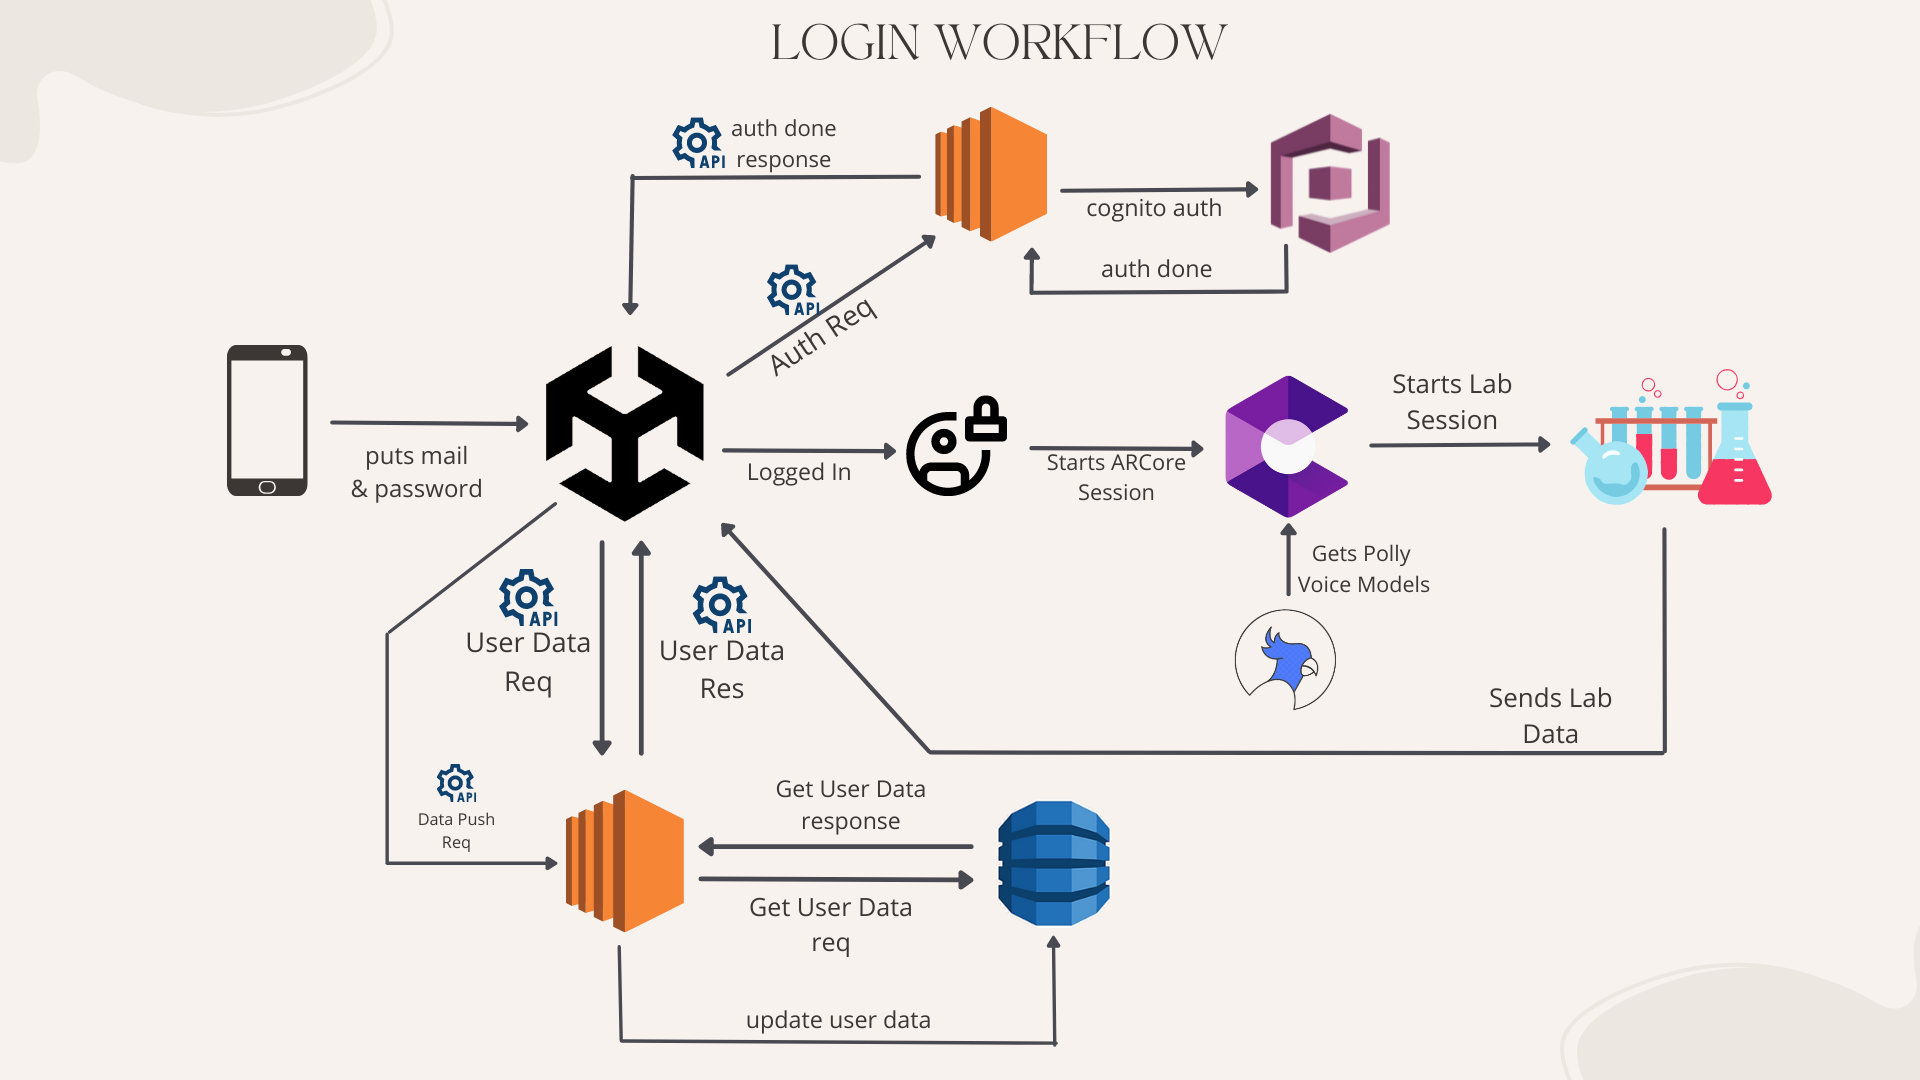 LOGIN WORKFLOW
API
auth done
response
cognito auth
auth done
API
Auth Req
puts mail
& password
Logged In
Starts ARCore
Session
Starts Lab
Session
Gets Polly
Voice Models
API
User Data
Req
API
User Data
Res
Sends Lab
Data
API
Data Push
Req
Get User Data
response
Get User Data
req
update user data